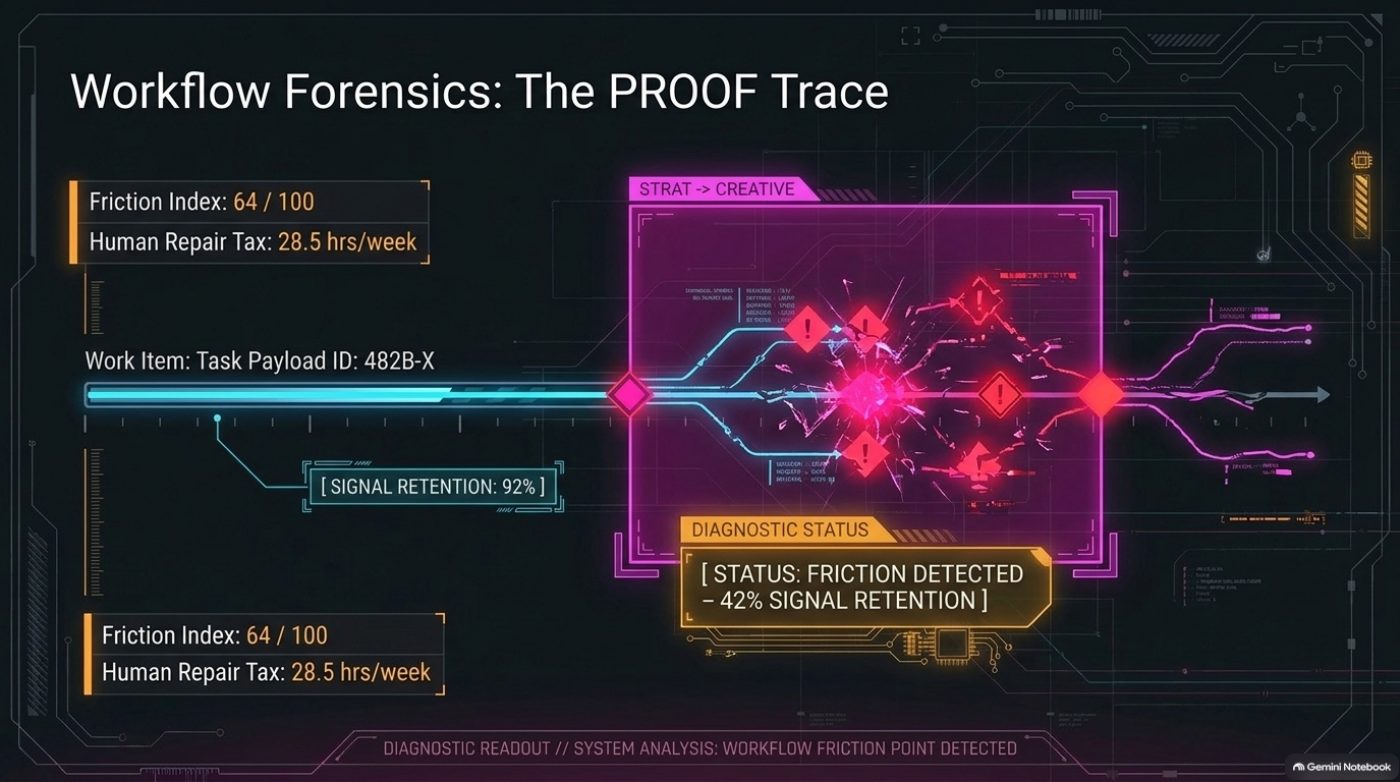 Workflow Forensics: The PROOF Trace
Friction Index: 64 / 100
Human Repair Tax: 28.5 hrs/week
STRAT -> CREATIVE
Work Item: Task Payload ID: 482B-X
[ SIGNAL RETENTION: 92% ]
DIAGNOSTIC STATUS
[ STATUS: FRICTION DETECTED
– 42% SIGNAL RETENTION ]
Friction Index: 64 / 100
Human Repair Tax: 28.5 hrs/week
DIAGNOSTIC READOUT // SYSTEM ANALYSIS: WORKFLOW FRICTION POINT DETECTED
Gemini Notebook